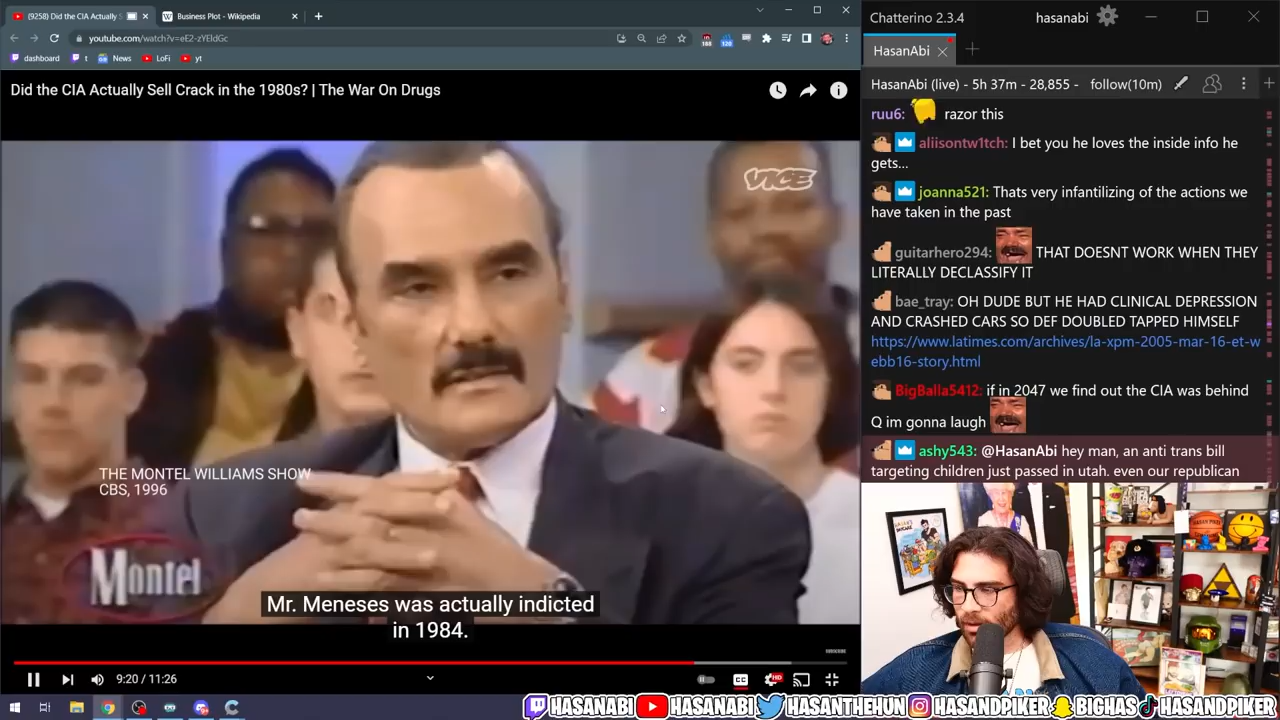 (9258) Did the CIA Actually S
Business Plot - Wikipedia
youtube.com/watch?v=eF2-zYEldGc
dashboard
t
News
LoFi
yt
Did the CIA Actually Sell Crack in the 1980s? | The War On Drugs
VICE
THE MONTEL WILLIAMS SHOW
CBS, 1996
Montel
Mr. Meneses was actually indicted
in 1984.
9:20 / 11:26
Chatterino 2.3.4
hasanabi
HasanAbi
HasanAbi (live) - 5h 37m - 28,855 -
follow(10m)
ruu6: razor this
aliisontw1tch: I bet you he loves the inside info he
gets...
joanna521: Thats very infantilizing of the actions we
have taken in the past
guitarhero294: THAT DOESNT WORK WHEN THEY
LITERALLY DECLASSIFY IT
bae_tray: OH DUDE BUT HE HAD CLINICAL DEPRESSION
AND CRASHED CARS SO DEF DOUBLED TAPPED HIMSELF
https://www.latimes.com/archives/la-xpm-2005-mar-16-et-w
ebb16-story.html
BigBalla5412: if in 2047 we find out the CIA was behind
Q im gonna laugh
ashy543: @HasanAbi hey man, an anti trans bill
targeting children just passed in utah. even our republican
HASANABI
HASANABI
HASANTHEHUN
HASANDPIKER
BIGHAS
HASANDPIKER